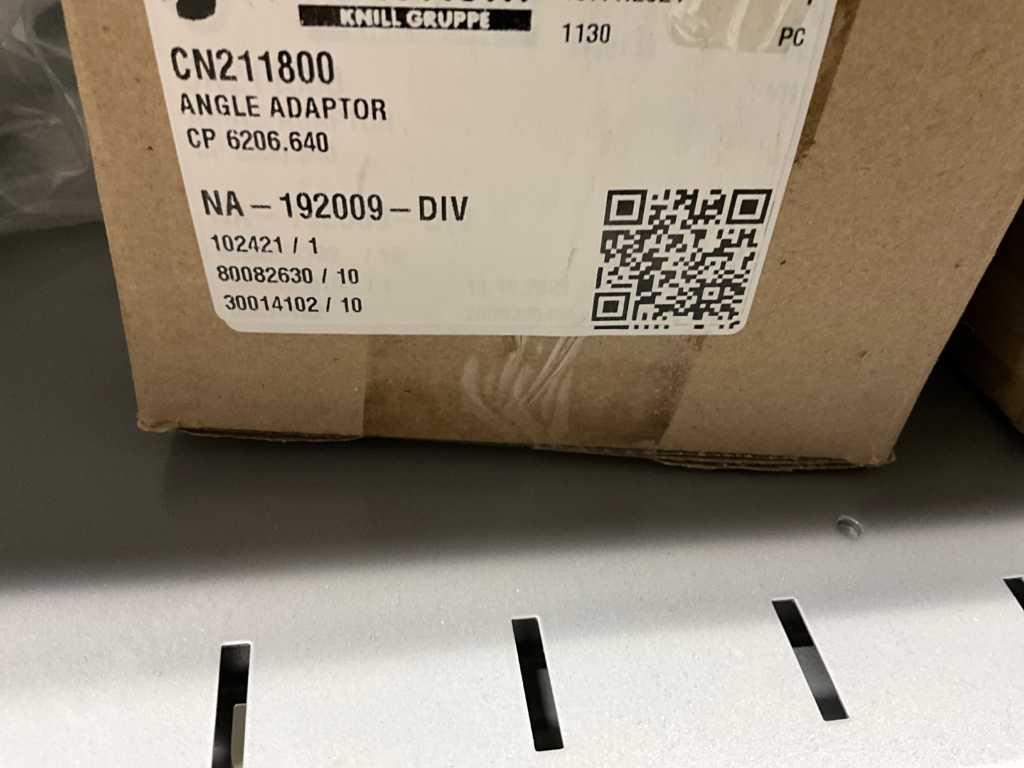 KNILL GRUPPE
1130
PC
CN211800
ANGLE ADAPTOR
CP 6206.640
NA - 192009 - DIV
102421 / 1
80082630 / 10
30014102 / 10